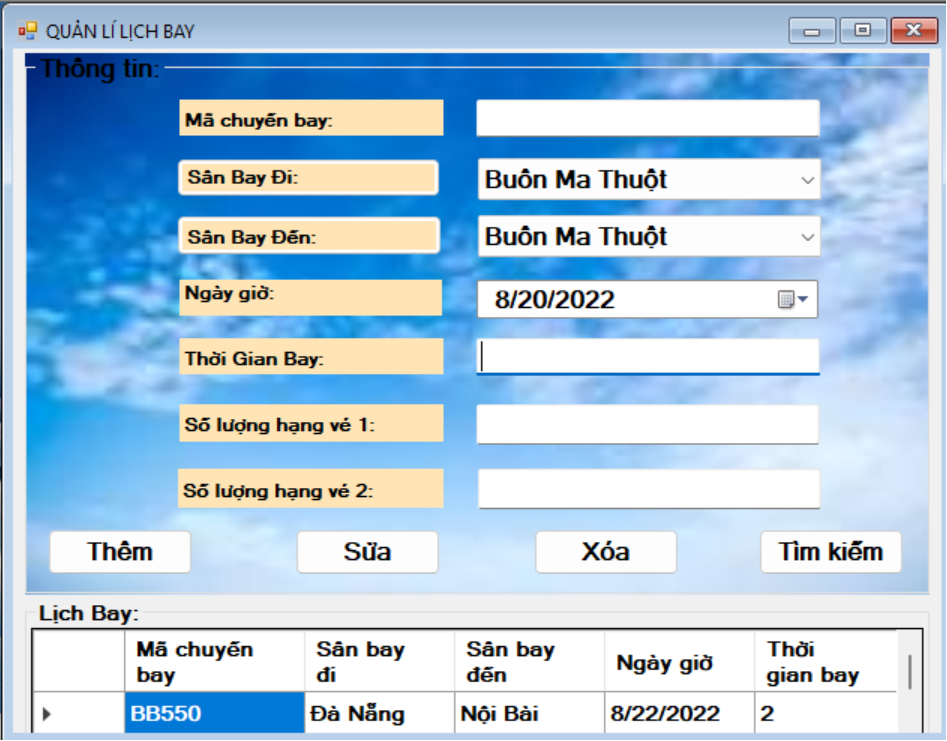 QUẢN LÍ LỊCH BAY
Thông tin:
Mã chuyến bay:
Sân Bay Đi:
Buôn Ma Thuột
Sân Bay Đến:
Buôn Ma Thuột
Ngày giờ:
8/20/2022
Thời Gian Bay:
Số lượng hạng vé 1:
Số lượng hạng vé 2:
Thêm Sửa Xóa Tìm kiếm
Lịch Bay:
Mã chuyến bay Sân bay đi Sân bay đến Ngày giờ Thời gian bay
BB550 Đà Nẵng Nội Bài 8/22/2022 2